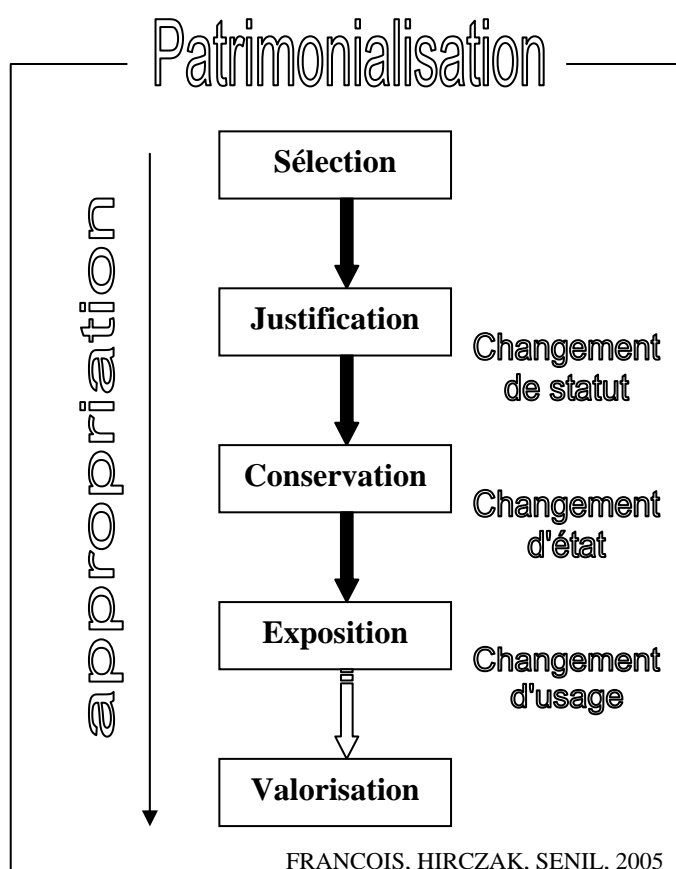 Patrimonialisation
Sélection
appropriation
Justification
Changement
de statut
Conservation
Changement
d'état
Exposition
Changement
d'usage
Valorisation
FRANCOIS, HIRCZAK, SENIL, 2005